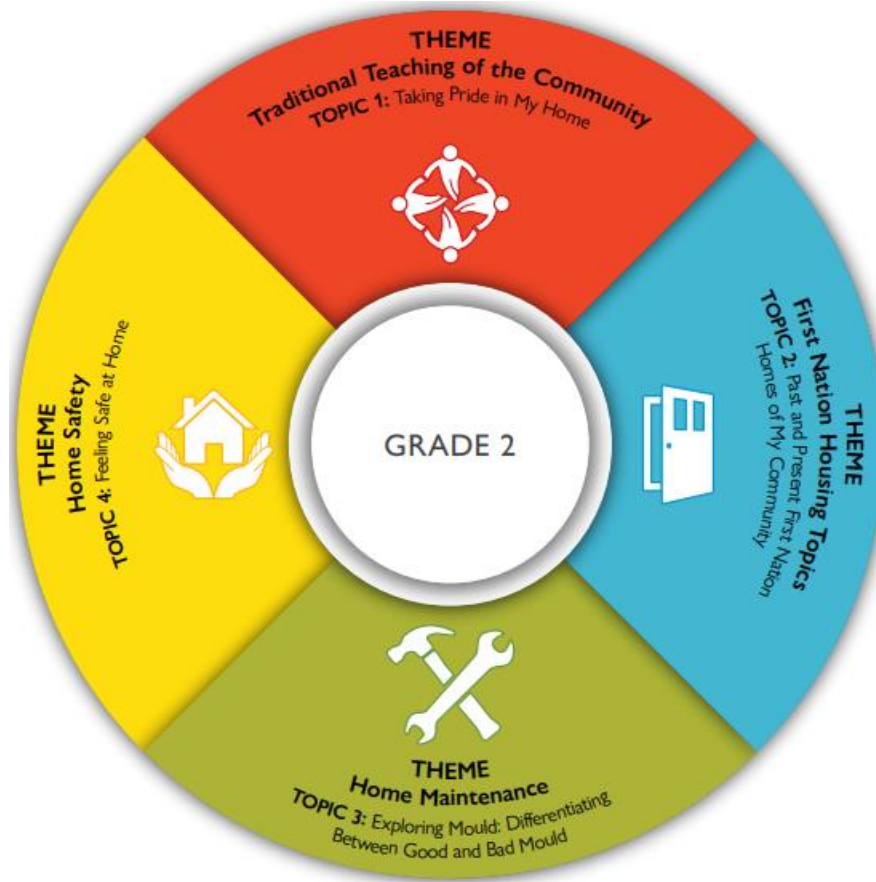 THEME
Traditional Teaching of the Community
TOPIC 1: Taking Pride in My Home
THEME
First Nation Housing Topics
TOPIC 2: Past and Present First Nation
Homes of My Community
THEME
Home Maintenance
TOPIC 3: Exploring Mould: Differentiating
Between Good and Bad Mould
THEME
Home Safety
TOPIC 4: Feeling Safe at Home
GRADE 2